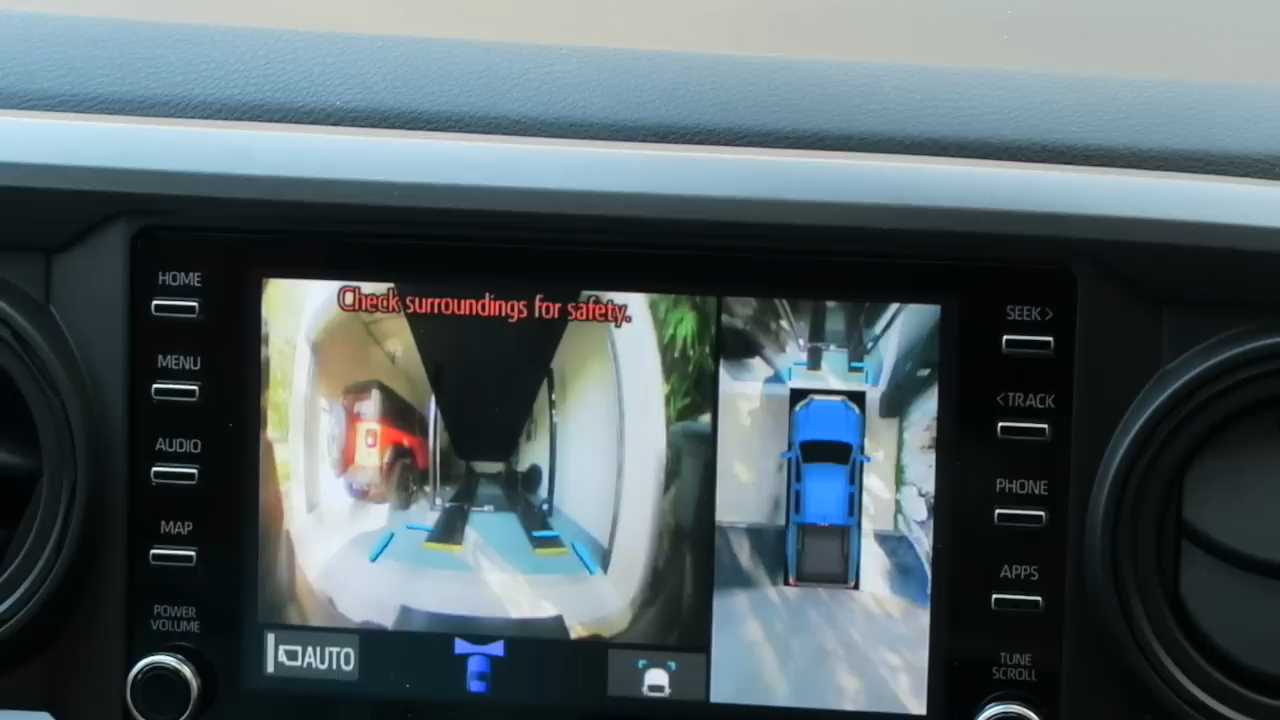 HOME
MENU
AUDIO
MAP
POWER
VOLUME
Check surroundings for safety.
AUTO
SEEK >
< TRACK
PHONE
APPS
TUNE
SCROLL